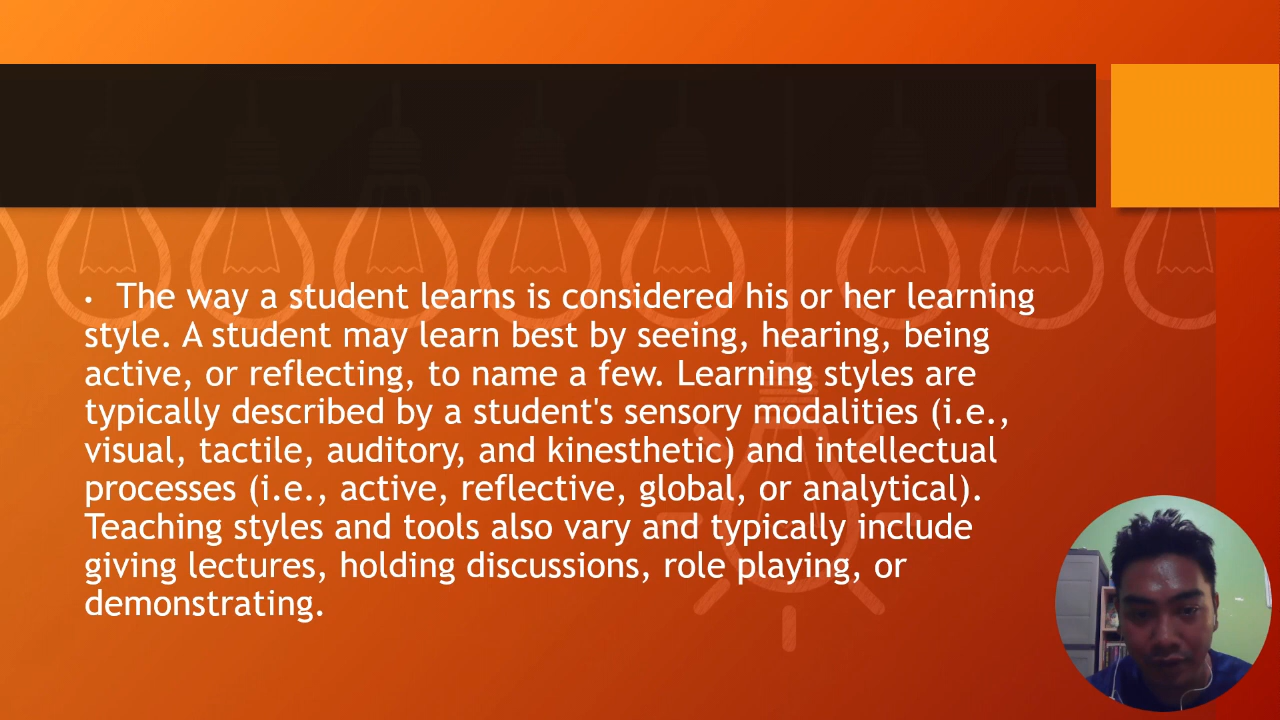 • The way a student learns is considered his or her learning
style. A student may learn best by seeing, hearing, being
active, or reflecting, to name a few. Learning styles are
typically described by a student's sensory modalities (i.e.,
visual, tactile, auditory, and kinesthetic) and intellectual
processes (i.e., active, reflective, global, or analytical).
Teaching styles and tools also vary and typically include
giving lectures, holding discussions, role playing, or
demonstrating.